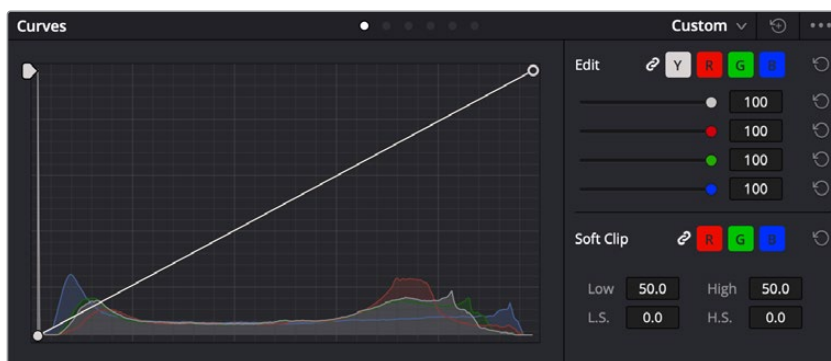 Curves Custom
Edit Y R G B
100
100
100
100
Soft Clip R G B
Low 50.0 High 50.0
L.S. 0.0 H.S. 0.0